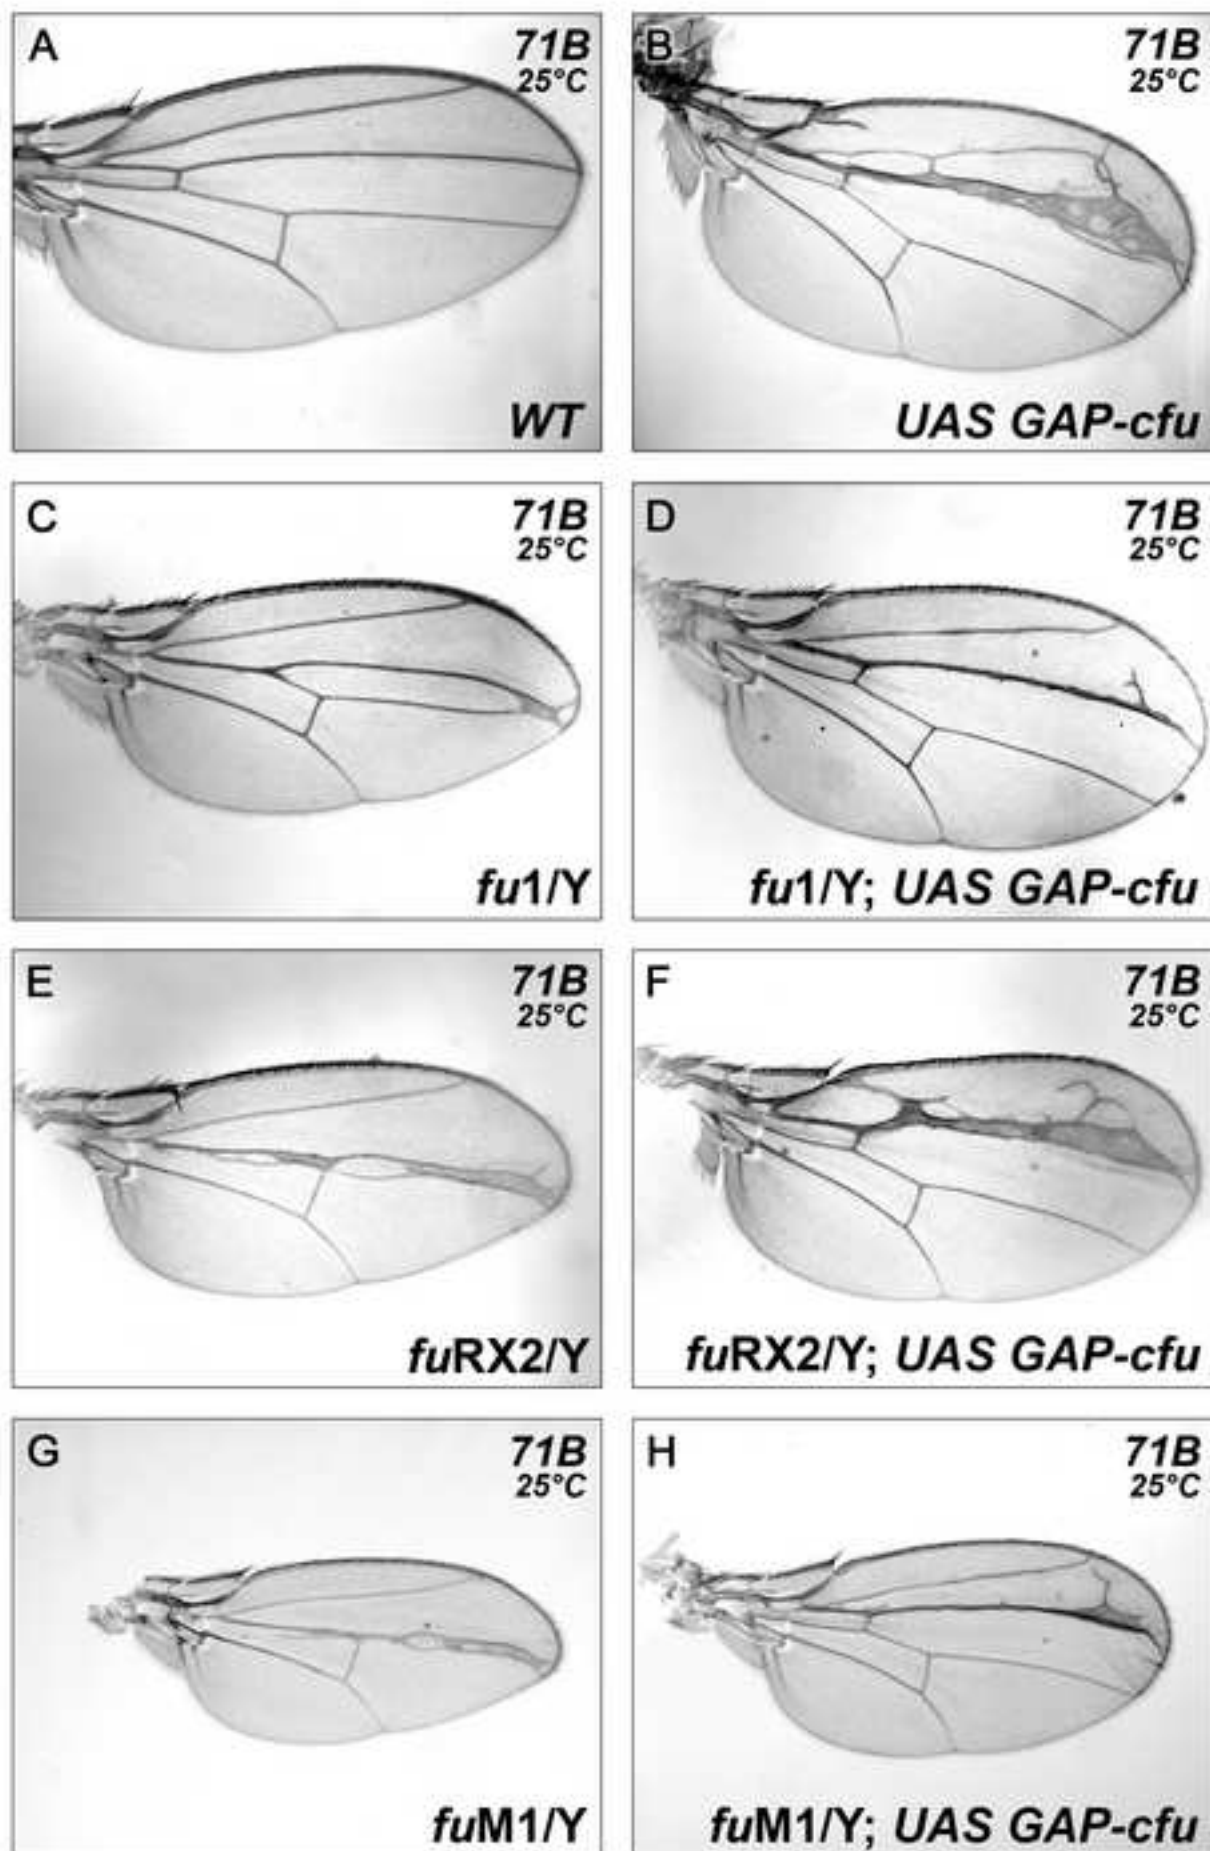 A
71B
25°C
WT
B
71B
25°C
UAS GAP-cfu
C
71B
25°C
fu1/Y
D
71B
25°C
fu1/Y; UAS GAP-cfu
E
71B
25°C
fuRX2/Y
F
71B
25°C
fuRX2/Y; UAS GAP-cfu
G
71B
25°C
fuM1/Y
H
71B
25°C
fuM1/Y; UAS GAP-cfu